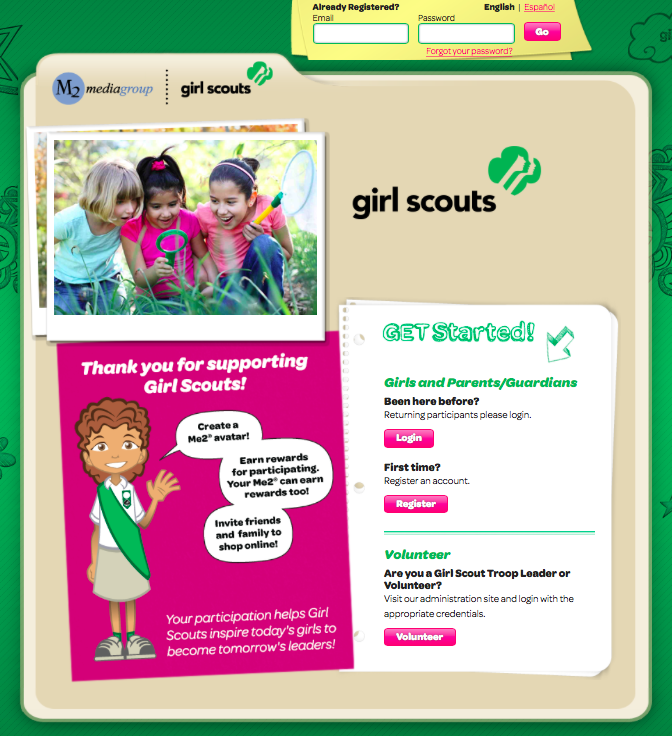 Already Registered?
English | Español
Email
Password
Go
Forgot your password?
M2 mediagroup
girl scouts
girl scouts
GET Started!
Thank you for supporting
Girl Scouts!
Create a
Me2® avatar!
Earn rewards
for participating.
Your Me2® can earn
rewards too!
Invite friends
and family to
shop online!
Your participation helps Girl
Scouts inspire today's girls to
become tomorrow's leaders!
Girls and Parents/Guardians
Been here before?
Returning participants please login.
Login
First time?
Register an account.
Register
Volunteer
Are you a Girl Scout Troop Leader or
Volunteer?
Visit our administration site and login with the
appropriate credentials.
Volunteer